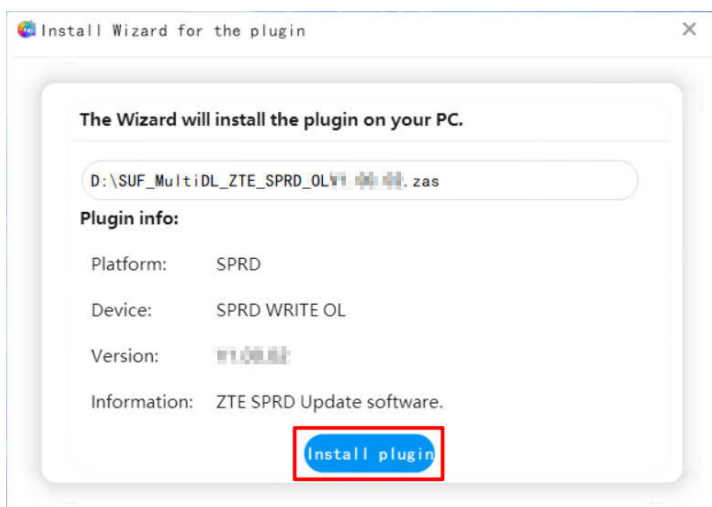 Install Wizard for the plugin
The Wizard will install the plugin on your PC.
D:\SUF_MultiDL_ZTE_SPRD_OL .zas
Plugin info:
Platform: SPRD
Device: SPRD WRITE OL
Version:
Information: ZTE SPRD Update software.
Install plugin